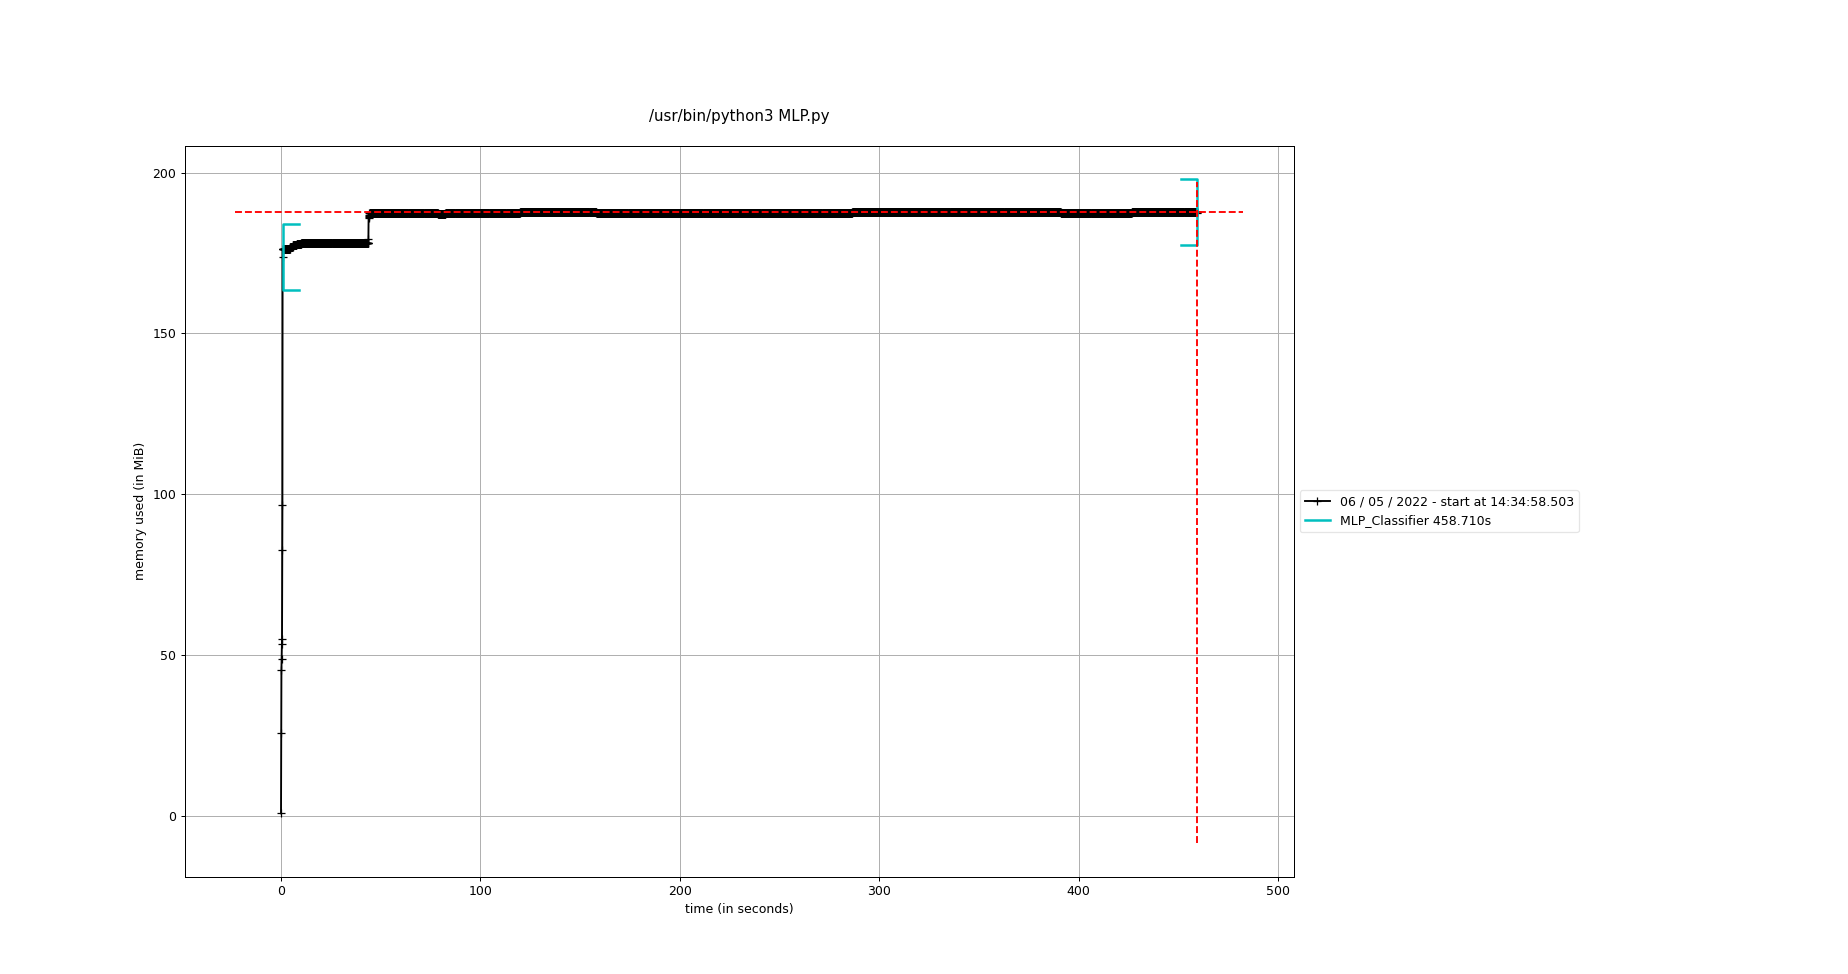 /usr/bin/python3 MLP.py
200
150
100
50
0
memory used (in MiB)
0 100 200 300 400 500
time (in seconds)
06 / 05 / 2022 - start at 14:34:58.503
MLP_Classifier 458.710s